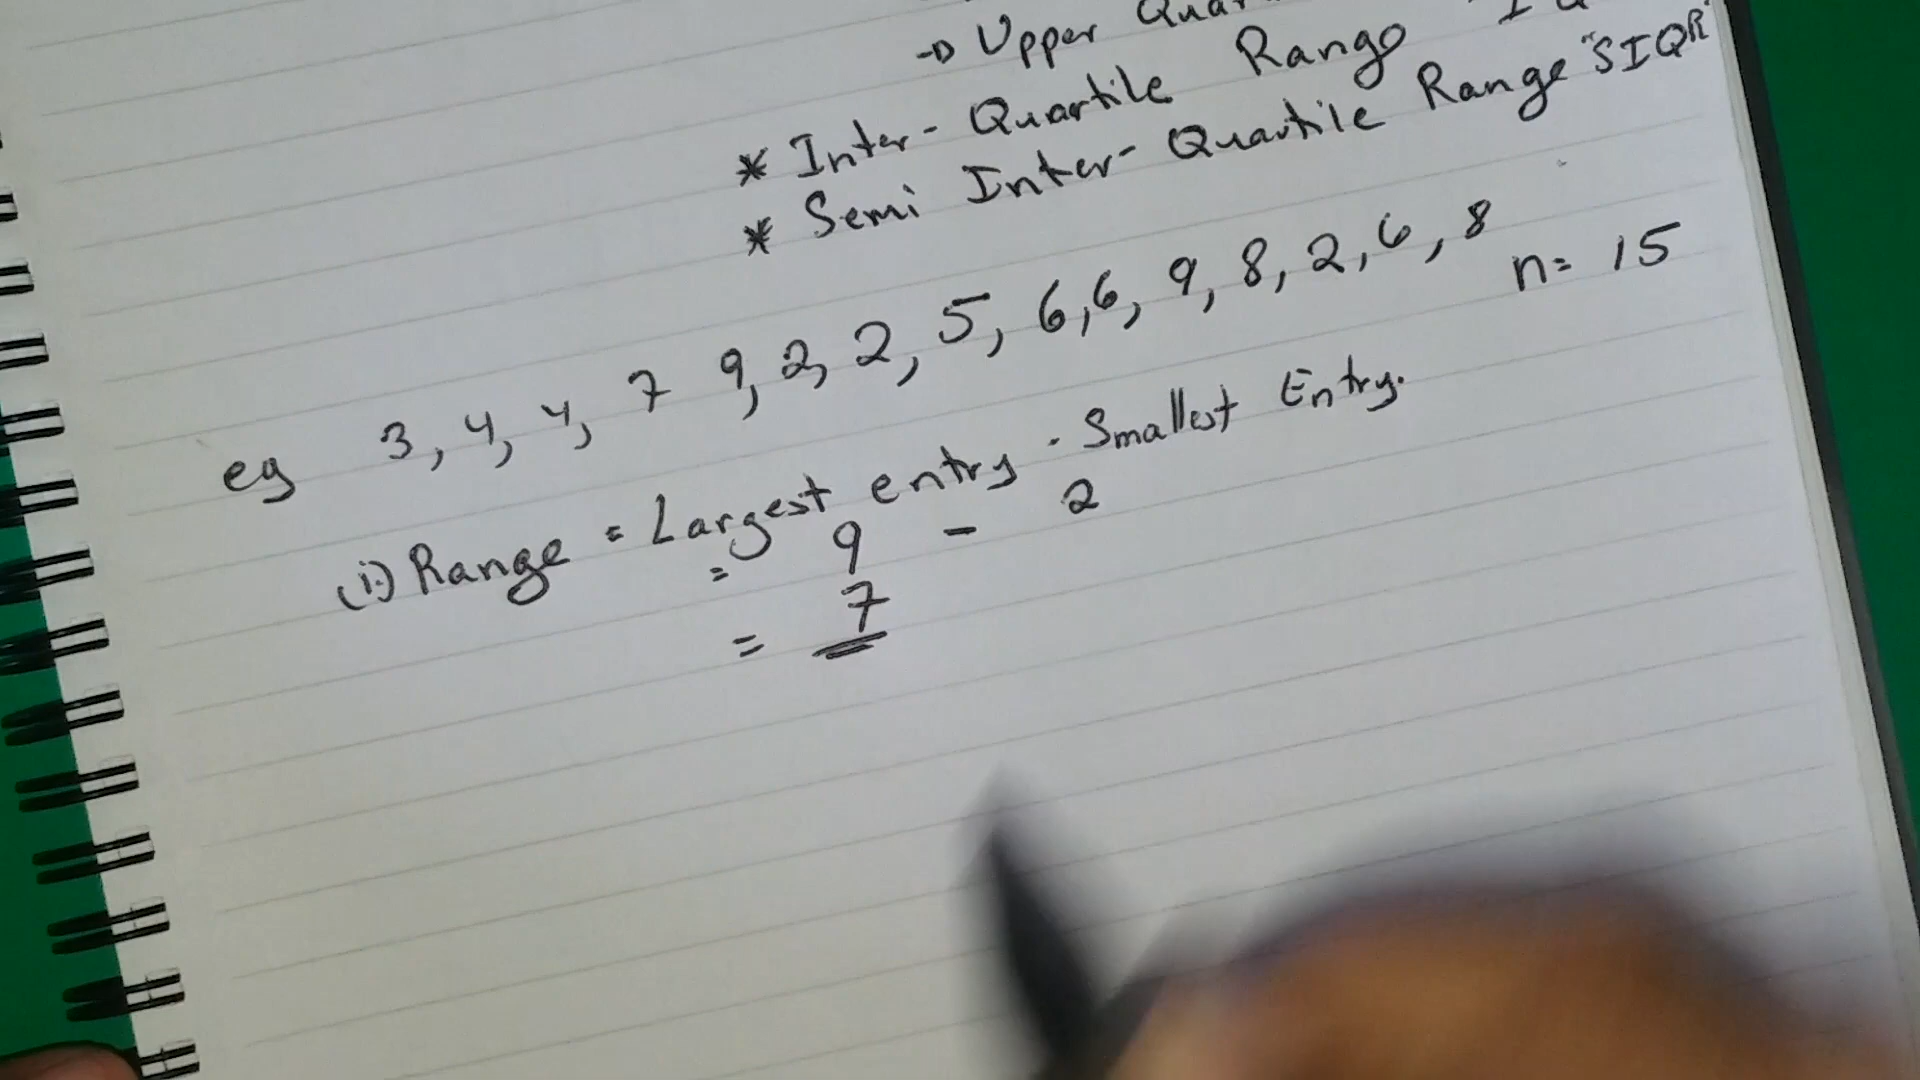 → Upper
* Inter-Quartile Range
* Semi Inter-Quartile Range "SIQR"
eg 3, 4, 4, 7 9, 2, 2, 5, 6, 6, 9, 8, 2, 6, 8 n= 15
(i) Range = Largest entry - Smallest Entry.
= 9 - 2
= 7